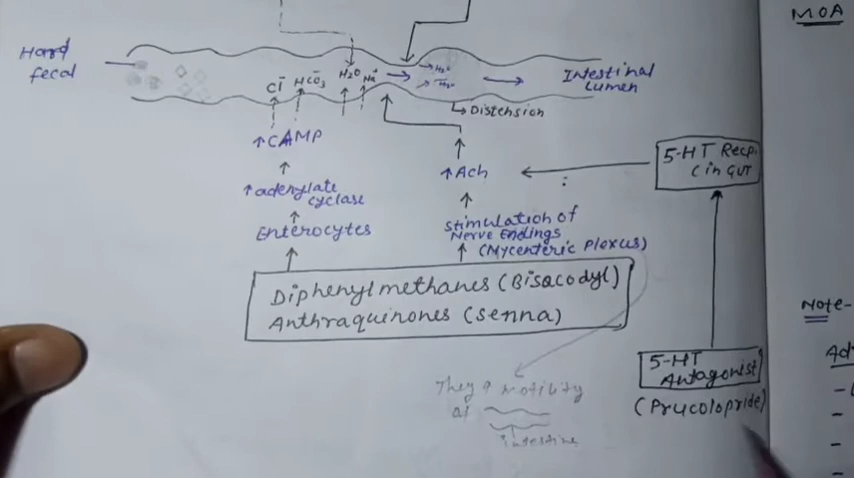 MOA
Hard
fecal
Cl⁻ HCO₃⁻ H₂O Na⁺
H₂O
H₂O
Intestinal
Lumen
Distension
↑CAMP
↑adenylate
cyclase
Enterocytes
↑Ach
Stimulation of
Nerve Endings
(Mycenteric Plexus)
5-HT Recp
(in GUT
Diphenylmethanes (Bisacodyl)
Anthraquinones (Senna)
5-HT
Antagonist
(Prucolopride)
They motility
of
intestine
Note-